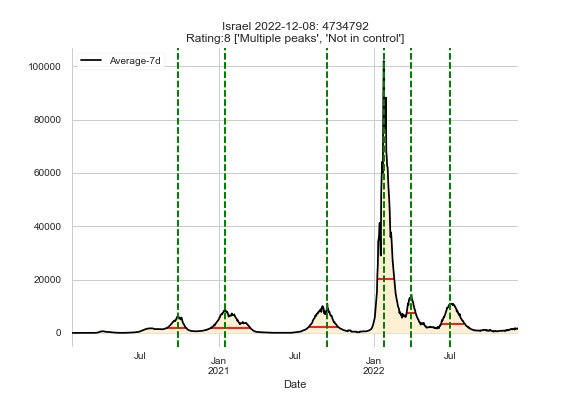 Israel 2022-12-08: 4734792
Rating:8 ['Multiple peaks', 'Not in control']
Average-7d
100000
80000
60000
40000
20000
0
Jul
Jan
2021
Jul
Jan
2022
Jul
Date